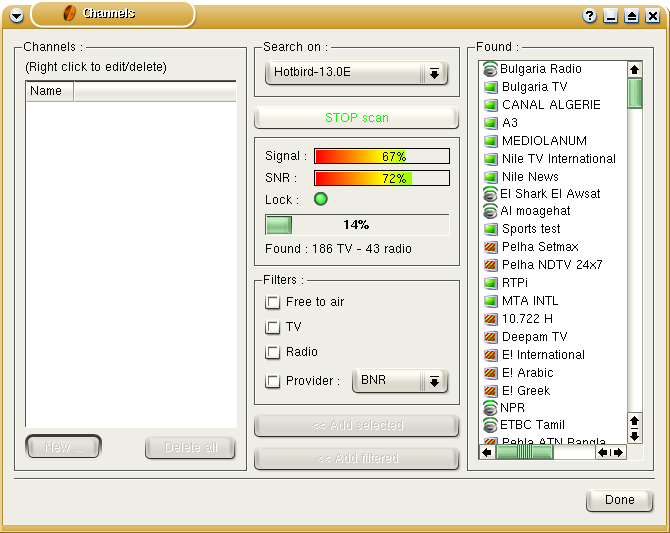 Channels
Channels :
(Right click to edit/delete)
Name
New ...
Delete all
Search on :
Hotbird-13.0E
STOP scan
Signal : 67%
SNR : 72%
Lock :
14%
Found : 186 TV - 43 radio
Filters :
Free to air
TV
Radio
Provider : BNR
<< Add selected
<< Add filtered
Found :
Bulgaria Radio
Bulgaria TV
CANAL ALGERIE
A3
MEDIOLANUM
Nile TV International
Nile News
El Shark El Awsat
Al moagehat
Sports test
Pelha Setmax
Pelha NDTV 24x7
RTPi
MTA INTL
10.722 H
Deepam TV
E! International
E! Arabic
E! Greek
NPR
ETBC Tamil
Pehla ATN Bangla
Done